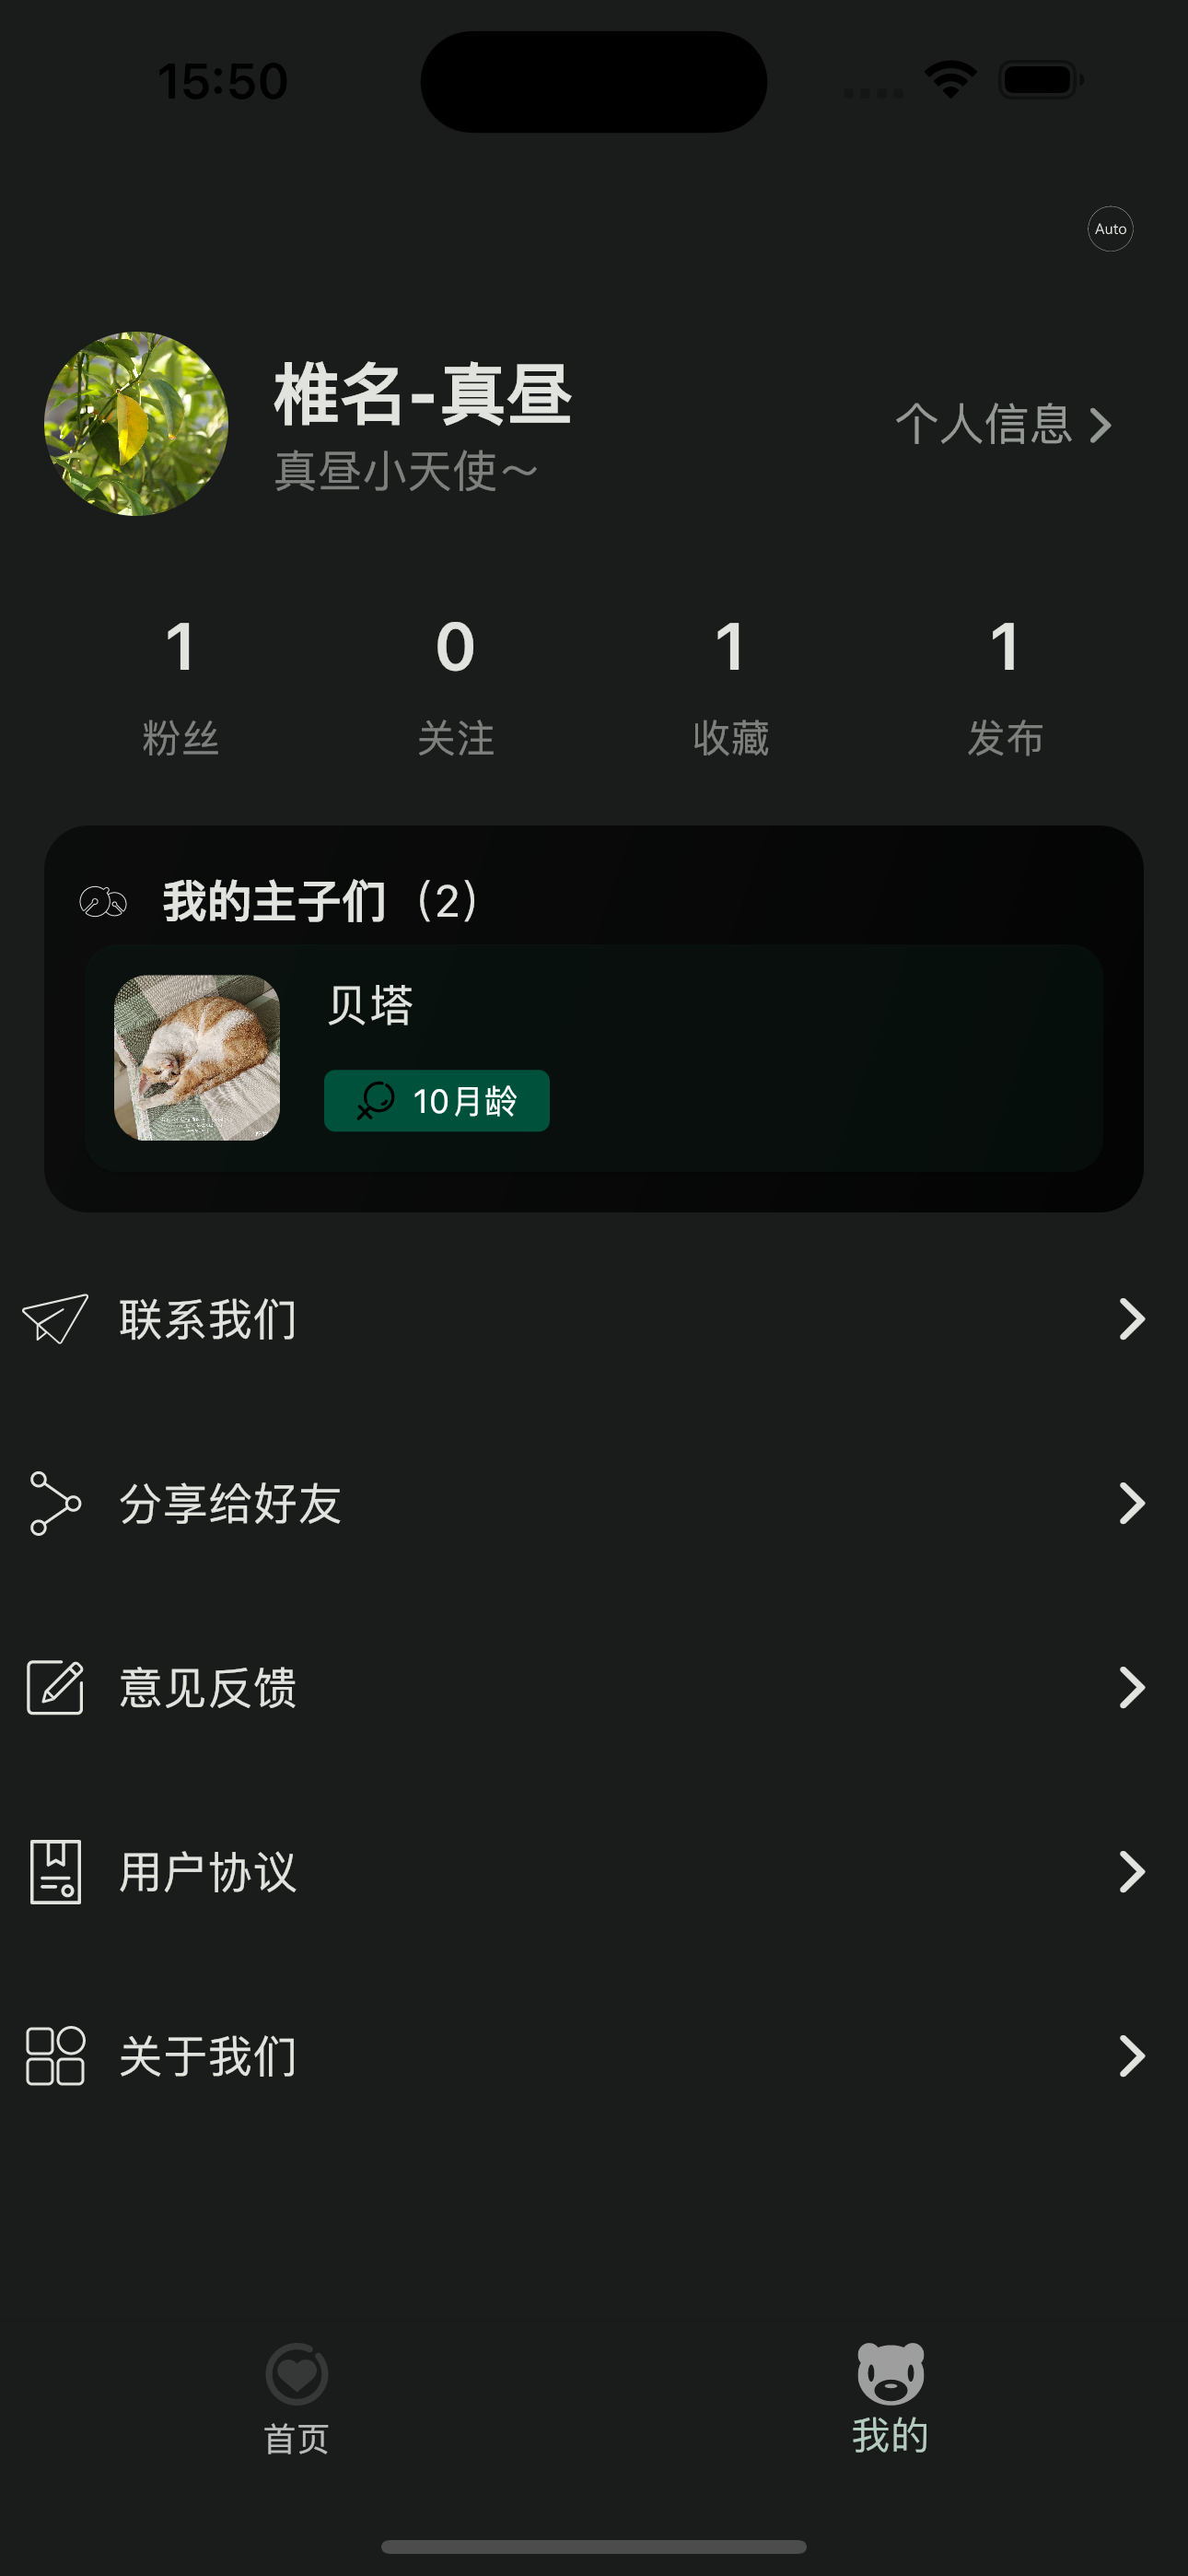 15:50
Auto
椎名-真昼
真昼小天使～
个人信息
1 0 1 1
粉丝 关注 收藏 发布
我的主子们 (2)
贝塔
10月龄
联系我们
分享给好友
意见反馈
用户协议
关于我们
首页 我的